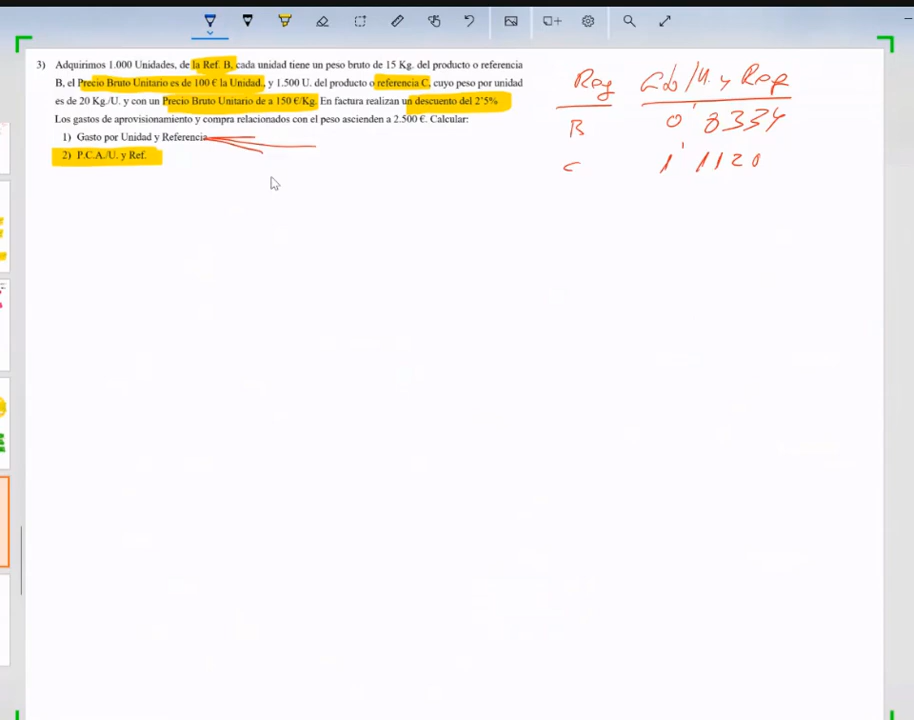 3) Adquirimos 1.000 Unidades, de la Ref. B, cada unidad tiene un peso bruto de 15 Kg. del producto o referencia
B, el Precio Bruto Unitario es de 100 € la Unidad., y 1.500 U. del producto o referencia C, cuyo peso por unidad
es de 20 Kg./U. y con un Precio Bruto Unitario de a 150 €/Kg. En factura realizan un descuento del 2'5%
Los gastos de aprovisionamiento y compra relacionados con el peso ascienden a 2.500 €. Calcular:
1) Gasto por Unidad y Referencia
2) P.C.A./U. y Ref.
B 0'8334
C 1'1120